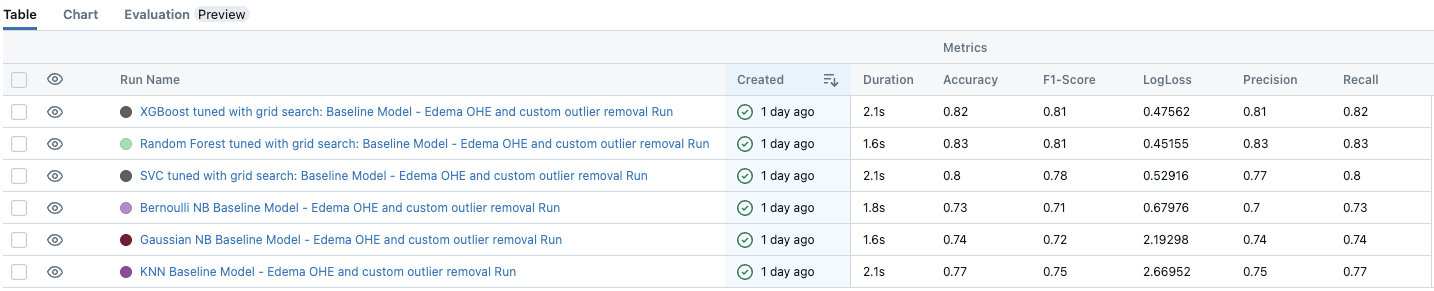 Table Chart Evaluation Preview
Metrics
Run Name Created Duration Accuracy F1-Score LogLoss Precision Recall
XGBoost tuned with grid search: Baseline Model - Edema OHE and custom outlier removal Run 1 day ago 2.1s 0.82 0.81 0.47562 0.81 0.82
Random Forest tuned with grid search: Baseline Model - Edema OHE and custom outlier removal Run 1 day ago 1.6s 0.83 0.81 0.45155 0.83 0.83
SVC tuned with grid search: Baseline Model - Edema OHE and custom outlier removal Run 1 day ago 2.1s 0.8 0.78 0.52916 0.77 0.8
Bernoulli NB Baseline Model - Edema OHE and custom outlier removal Run 1 day ago 1.8s 0.73 0.71 0.67976 0.7 0.73
Gaussian NB Baseline Model - Edema OHE and custom outlier removal Run 1 day ago 1.6s 0.74 0.72 2.19298 0.74 0.74
KNN Baseline Model - Edema OHE and custom outlier removal Run 1 day ago 2.1s 0.77 0.75 2.66952 0.75 0.77